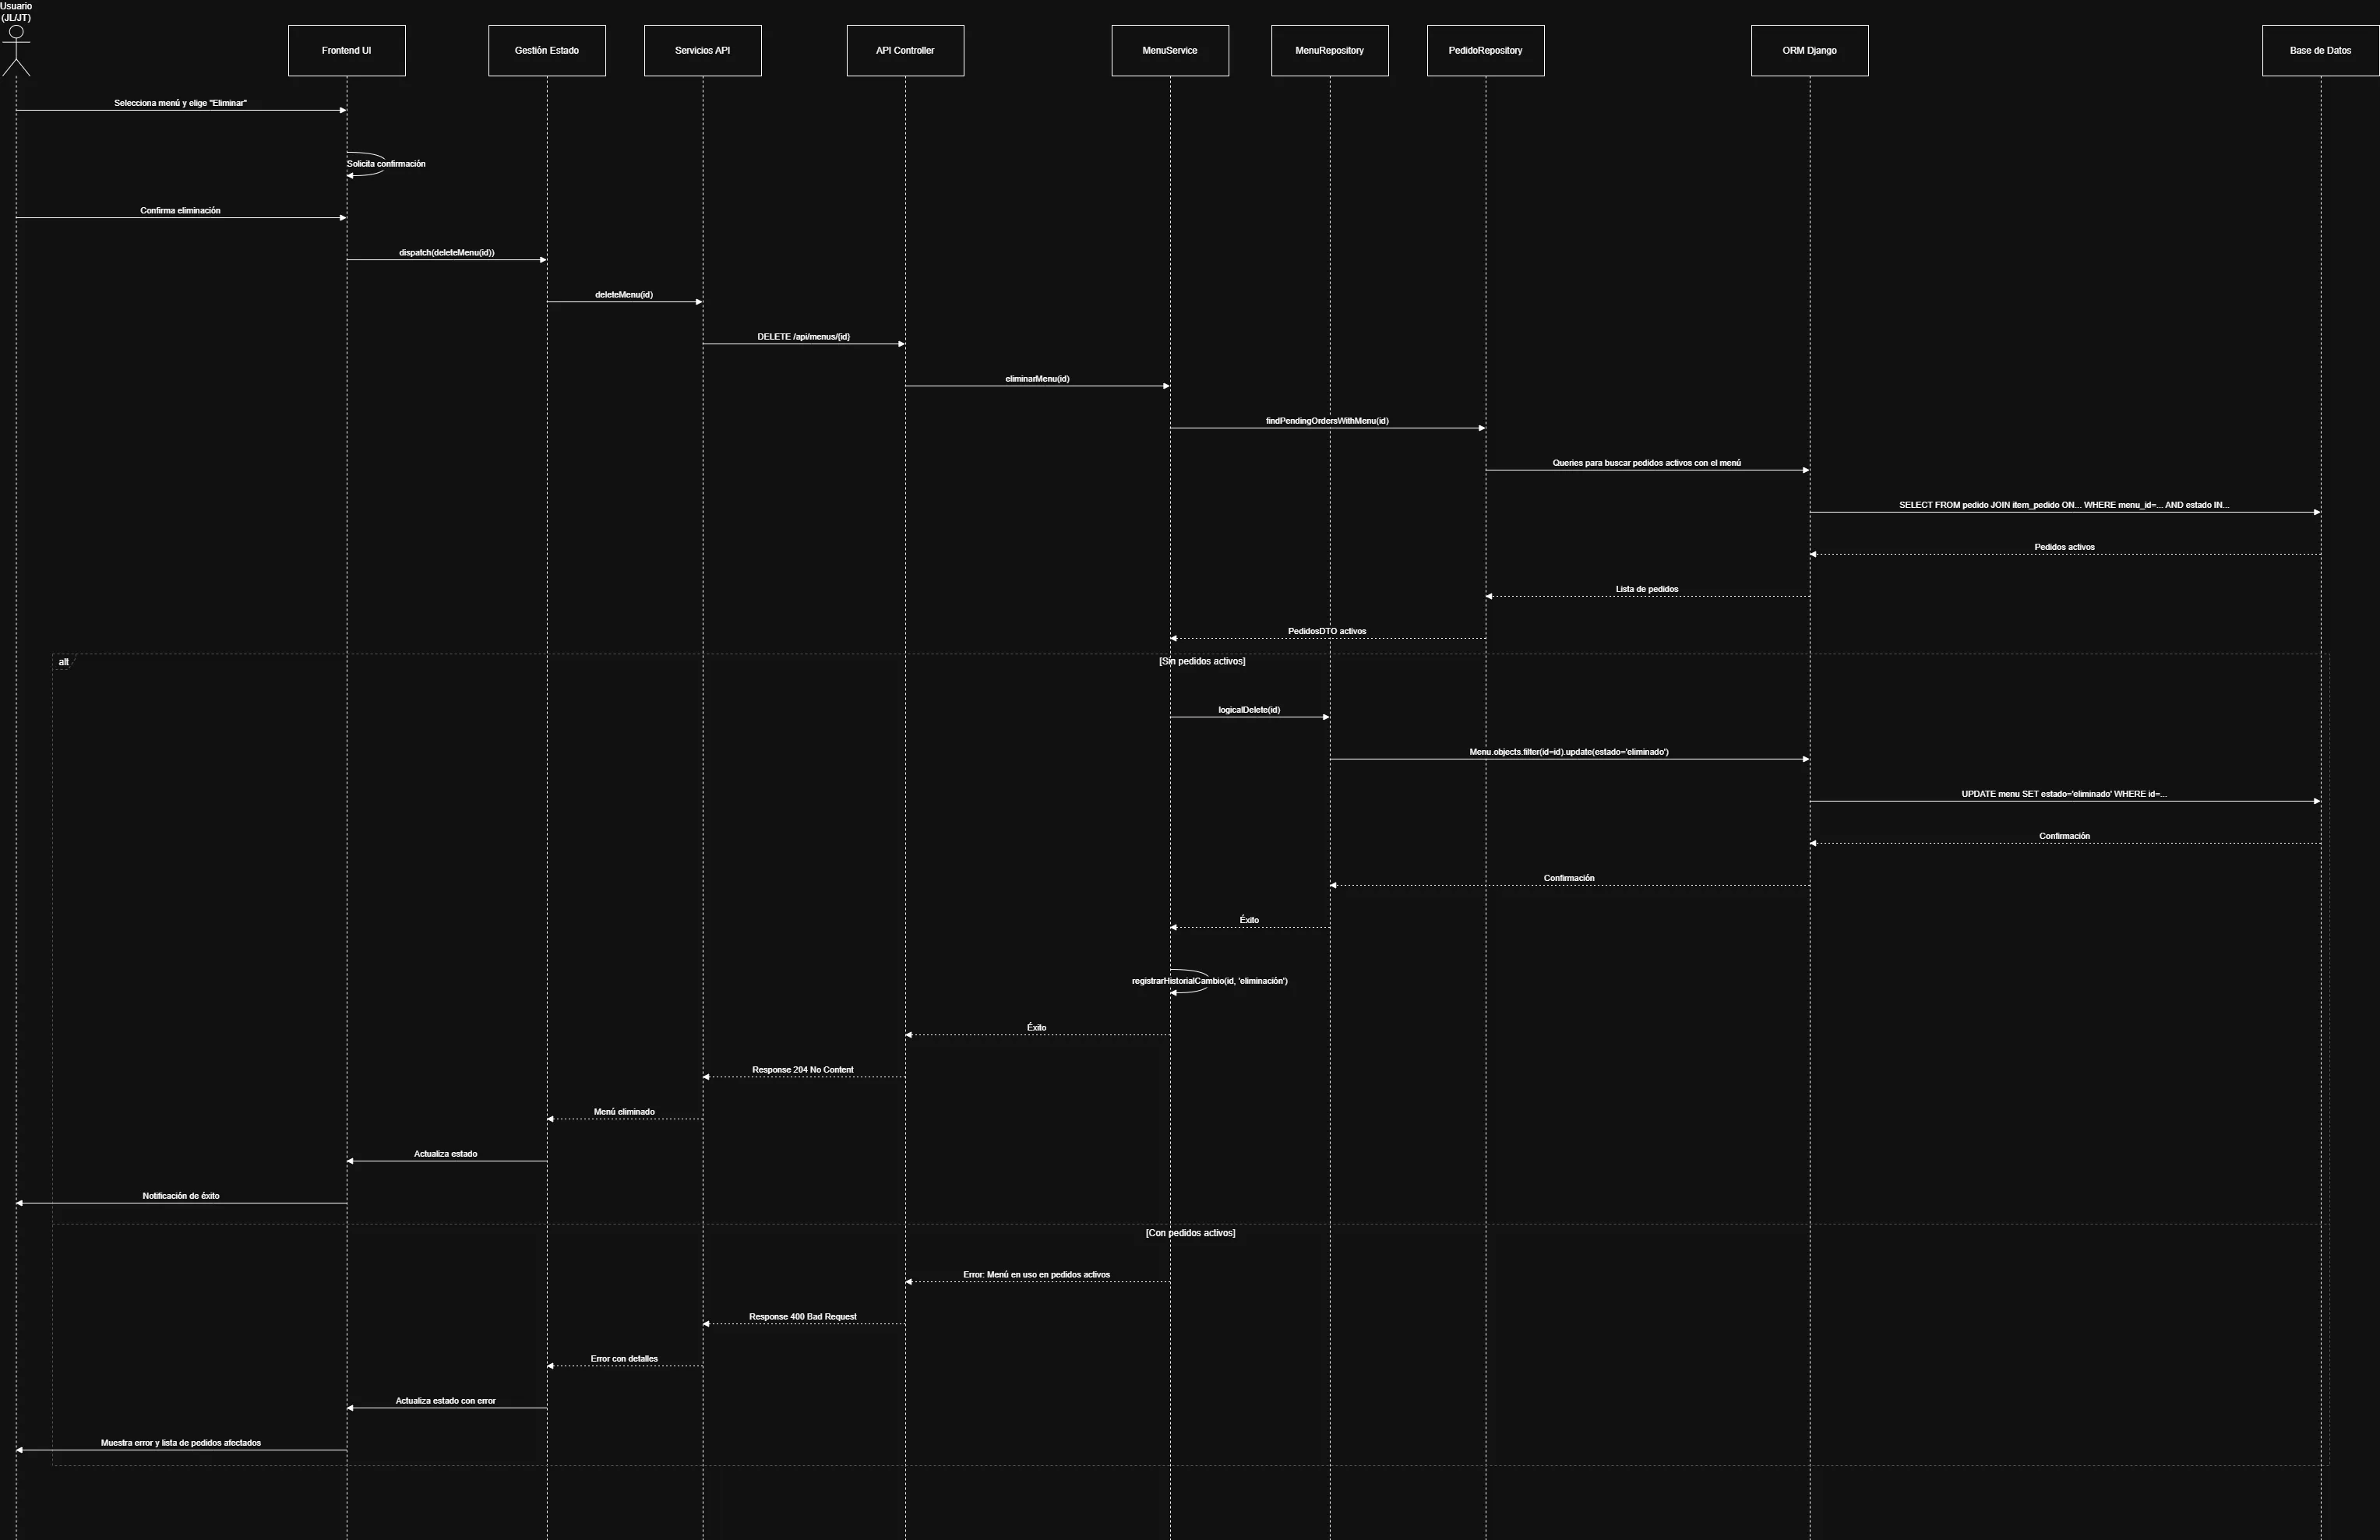 Usuario
(JL/JT)
Frontend UI
Gestión Estado
Servicios API
API Controller
MenuService
MenuRepository
PedidoRepository
ORM Django
Base de Datos
Selecciona menú y elige "Eliminar"
Solicita confirmación
Confirma eliminación
dispatch(deleteMenu(id))
deleteMenu(id)
DELETE /api/menus/{id}
eliminarMenu(id)
findPendingOrdersWithMenu(id)
Queries para buscar pedidos activos con el menú
SELECT FROM pedido JOIN item_pedido ON... WHERE menu_id=... AND estado IN...
Pedidos activos
Lista de pedidos
PedidosDTO activos
alt
[Sin pedidos activos]
logicalDelete(id)
Menu.objects.filter(id=id).update(estado='eliminado')
UPDATE menu SET estado='eliminado' WHERE id=...
Confirmación
Confirmación
Éxito
registrarHistorialCambio(id, 'eliminación')
Éxito
Response 204 No Content
Menú eliminado
Actualiza estado
Notificación de éxito
[Con pedidos activos]
Error: Menú en uso en pedidos activos
Response 400 Bad Request
Error con detalles
Actualiza estado con error
Muestra error y lista de pedidos afectados